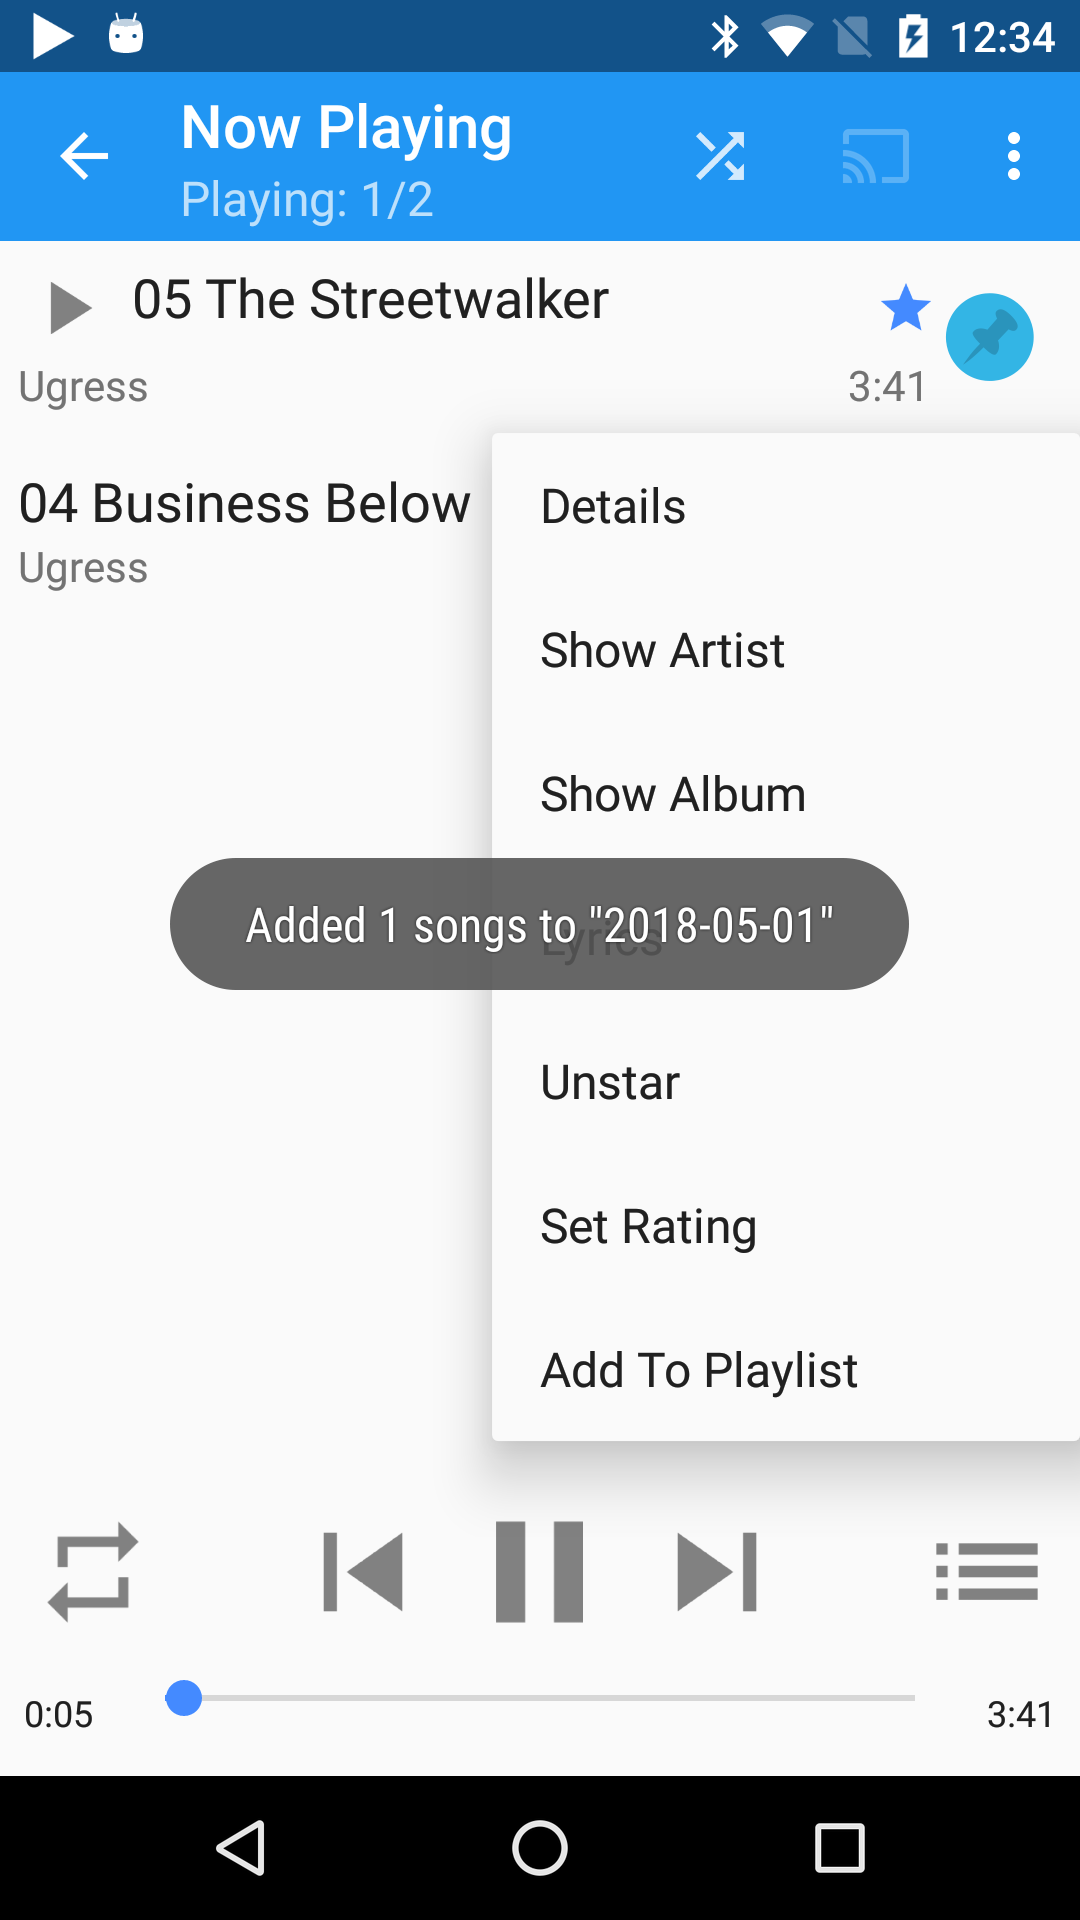 12:34
Now Playing
Playing: 1/2
05 The Streetwalker
Ugress
3:41
04 Business Below
Ugress
Details
Show Artist
Show Album
Added 1 songs to "2018-05-01"
Lyrics
Unstar
Set Rating
Add To Playlist
0:05
3:41